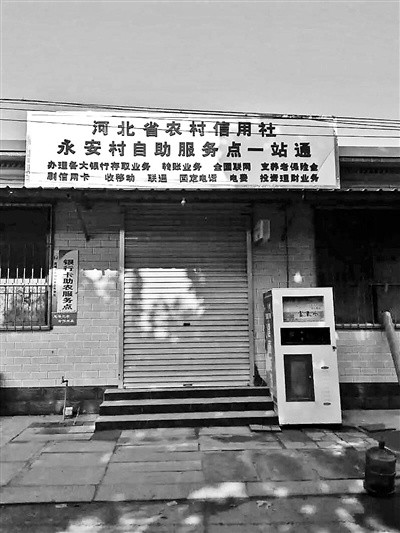 河北省农村信用社
永安村自助服务点一站通
办理各大银行存取业务 转账业务 全国联网 支养老保险金
刷信用卡 收移动 联通 固定电话 电费 投资理财业务
银行卡助农服务点